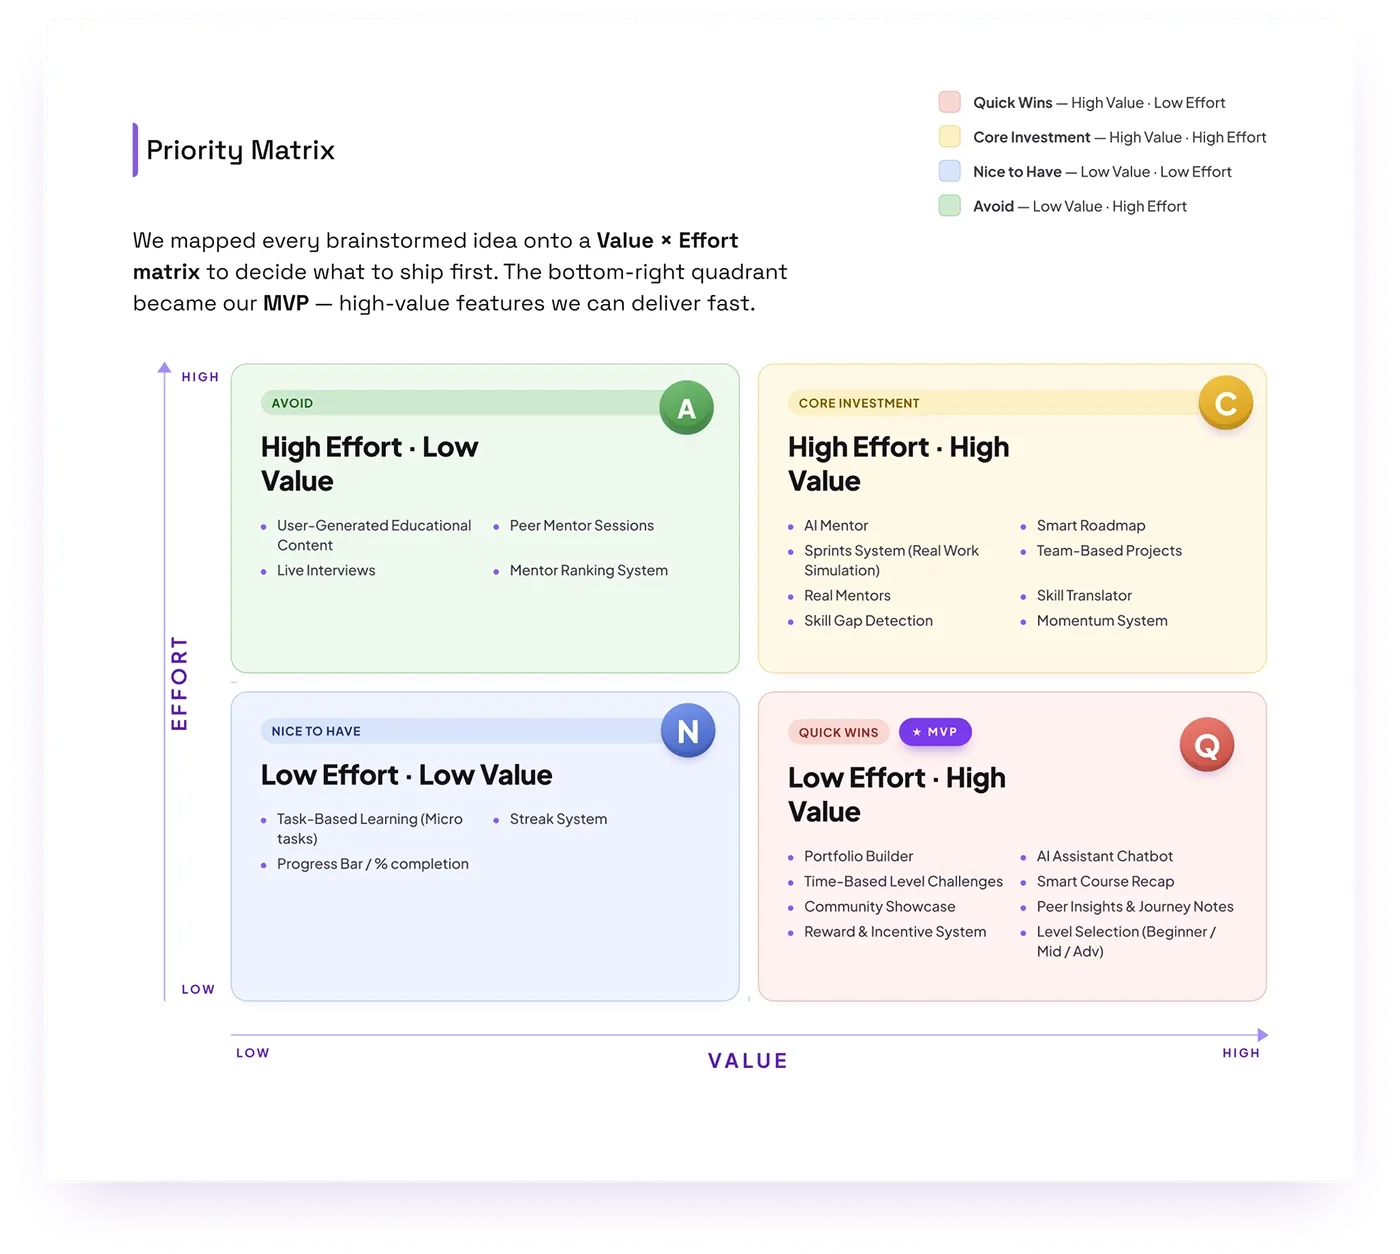 Priority Matrix
Quick Wins — High Value · Low Effort
Core Investment — High Value · High Effort
Nice to Have — Low Value · Low Effort
Avoid — Low Value · High Effort
We mapped every brainstormed idea onto a Value × Effort
matrix to decide what to ship first. The bottom-right quadrant
became our MVP — high-value features we can deliver fast.
HIGH
EFFORT
LOW
AVOID
A
High Effort · Low
Value
User-Generated Educational
Content
Peer Mentor Sessions
Live Interviews
Mentor Ranking System
CORE INVESTMENT
C
High Effort · High
Value
AI Mentor
Smart Roadmap
Sprints System (Real Work
Simulation)
Team-Based Projects
Real Mentors
Skill Translator
Skill Gap Detection
Momentum System
NICE TO HAVE
N
Low Effort · Low Value
Task-Based Learning (Micro
tasks)
Streak System
Progress Bar / % completion
QUICK WINS
★ MVP
Q
Low Effort · High
Value
Portfolio Builder
AI Assistant Chatbot
Time-Based Level Challenges
Smart Course Recap
Community Showcase
Peer Insights & Journey Notes
Reward & Incentive System
Level Selection (Beginner /
Mid / Adv)
LOW
VALUE
HIGH